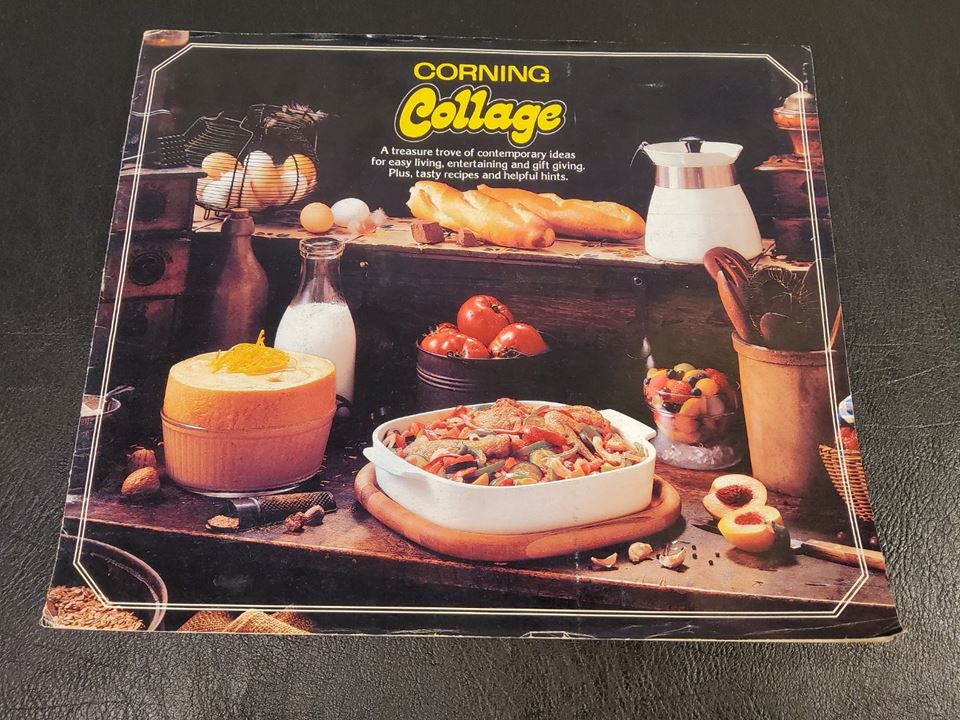 CORNING
Collage
A treasure trove of contemporary ideas
for easy living, entertaining and gift giving.
Plus, tasty recipes and helpful hints.